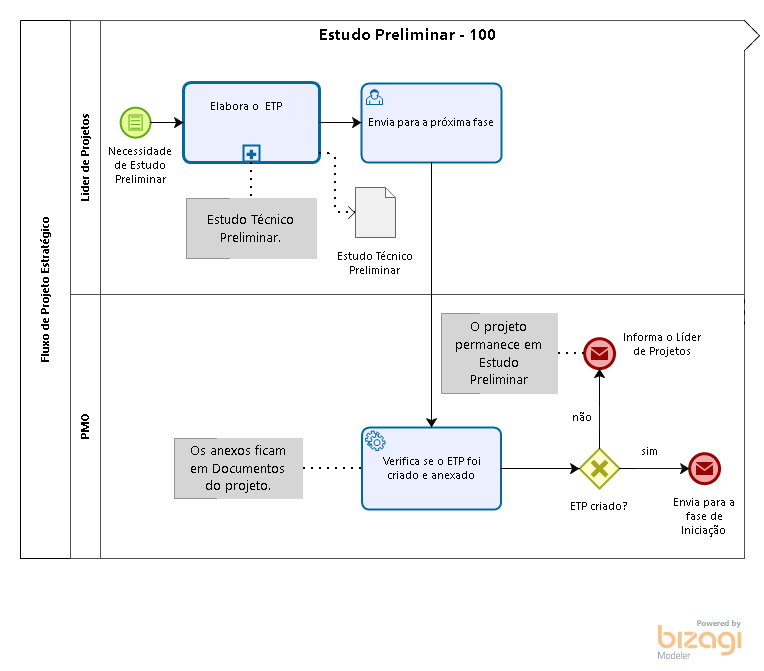 Estudo Preliminar - 100
Fluxo de Projeto Estratégico
Líder de Projetos
Necessidade
de Estudo
Preliminar
Elabora o  ETP
Envia para a próxima fase
Estudo Técnico
Preliminar.
Estudo Técnico
Preliminar
PMO
O projeto
permanece em
Estudo
Preliminar
Informa o Líder
de Projetos
não
Os anexos ficam
em Documentos
do projeto.
Verifica se o ETP foi
criado e anexado
sim
ETP criado?
Envia para a
fase de
Iniciação
Powered by
bizagi
Modeler